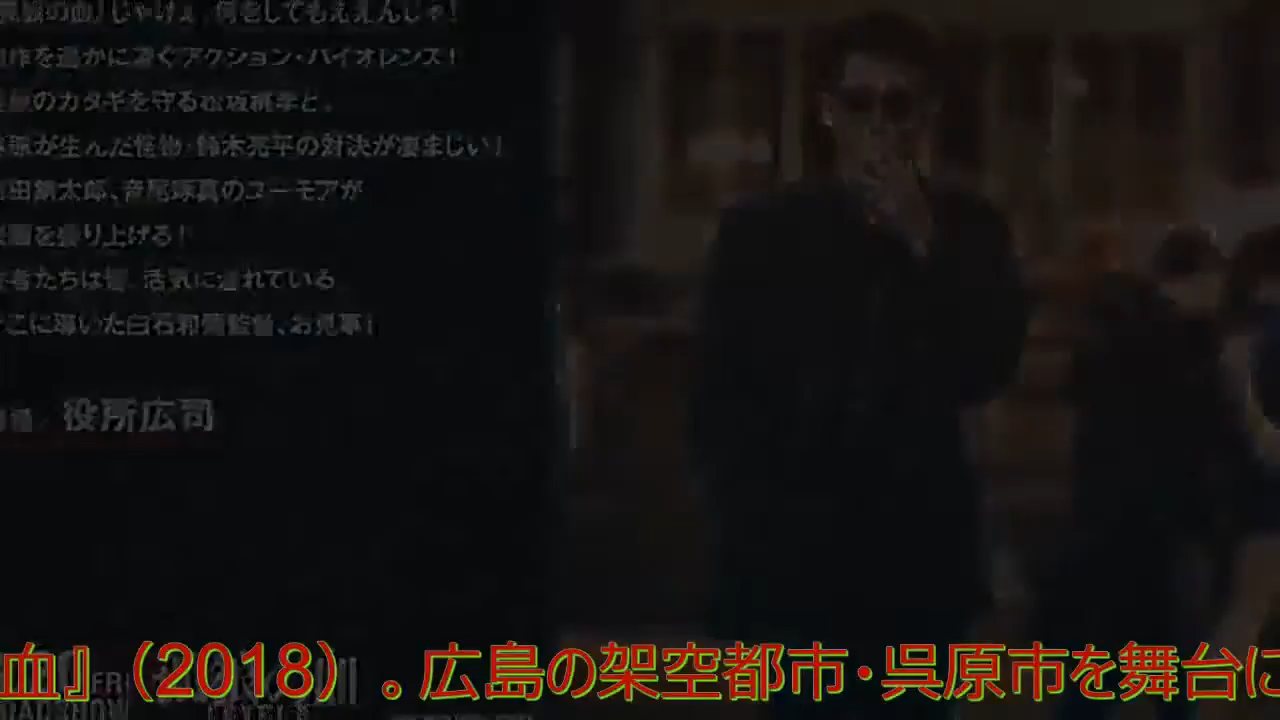 の血』じゃけぇ、何をしてもええんじゃ！
作を遥かに凌ぐアクション・バイオレンス！
のカタギを守る松坂桃李と、
が生んだ怪物・鈴木亮平の対決が凄まじい！
田鋼太郎、音尾琢真のユーモアが
を盛り上げる！
者たちは皆、活気に溢れている
こに導いた白石和彌監督、お見事！
役所広司
血』（2018）。広島の架空都市・呉原市を舞台に
FRI
ROADSHOW